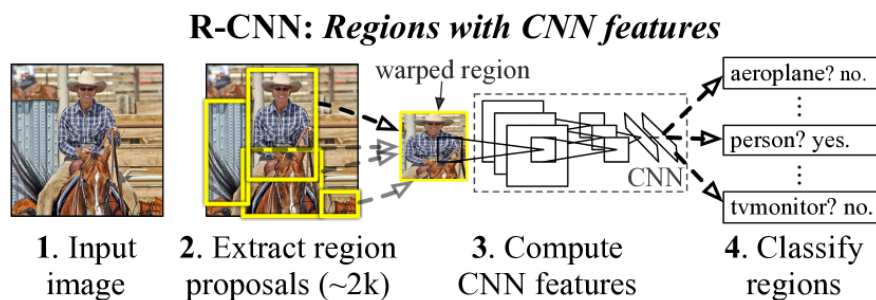 R-CNN: Regions with CNN features
warped region
aeroplane? no.
person? yes.
tvmonitor? no.
CNN
1. Input
image
2. Extract region
proposals (~2k)
3. Compute
CNN features
4. Classify
regions